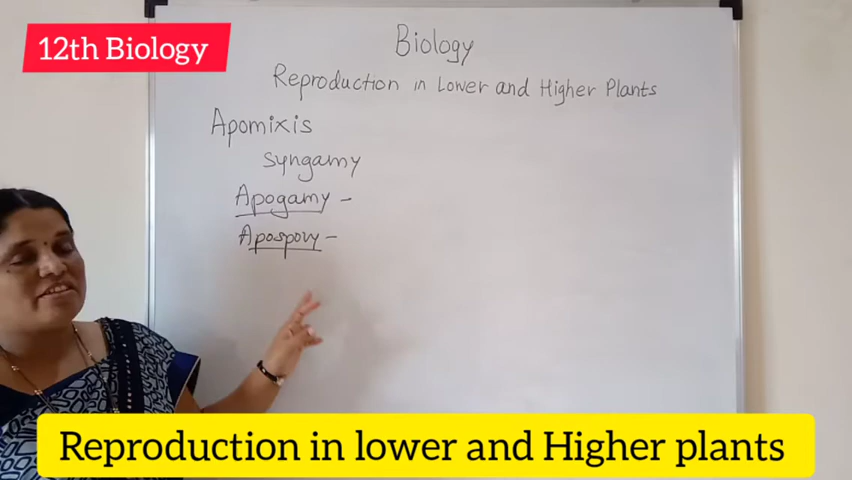 12th Biology
Biology
Reproduction in Lower and Higher Plants
Apomixis
Syngamy
Apogamy -
Apospory -
Reproduction in lower and Higher plants